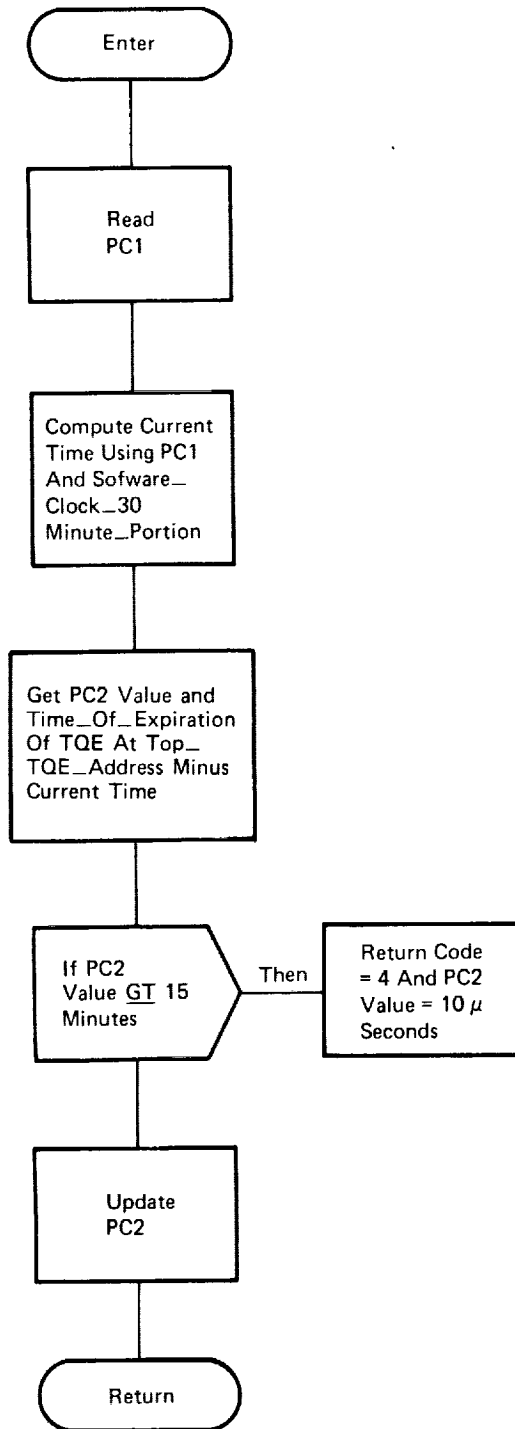 Enter
Read
PC1
Compute Current
Time Using PC1
And Sofware_
Clock_30
Minute_Portion
Get PC2 Value and
Time_Of_Expiration
Of TQE At Top_
TQE_Address Minus
Current Time
If PC2
Value GT 15
Minutes
Then
Return Code
= 4 And PC2
Value = 10 μ
Seconds
Update
PC2
Return